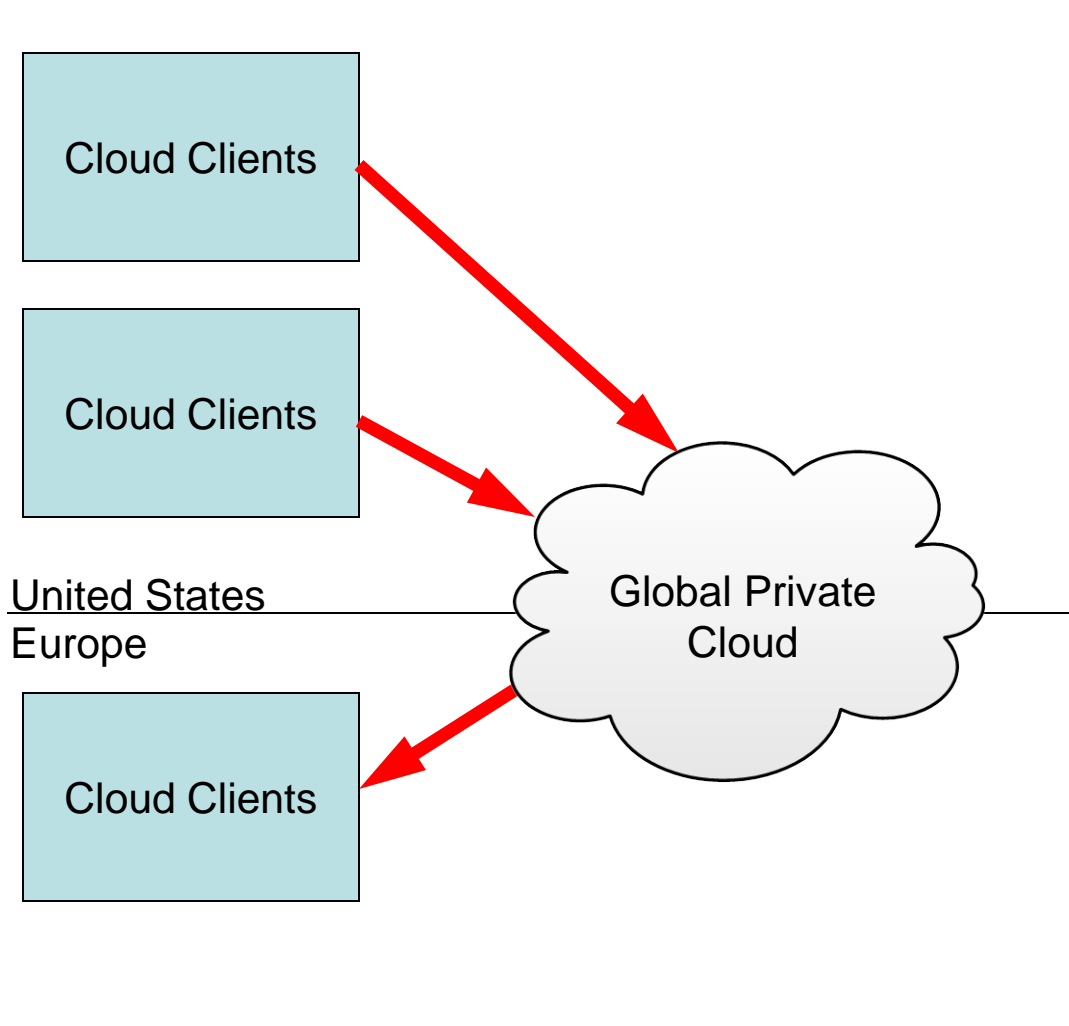 Cloud Clients
Cloud Clients
United States
Europe
Global Private
Cloud
Cloud Clients